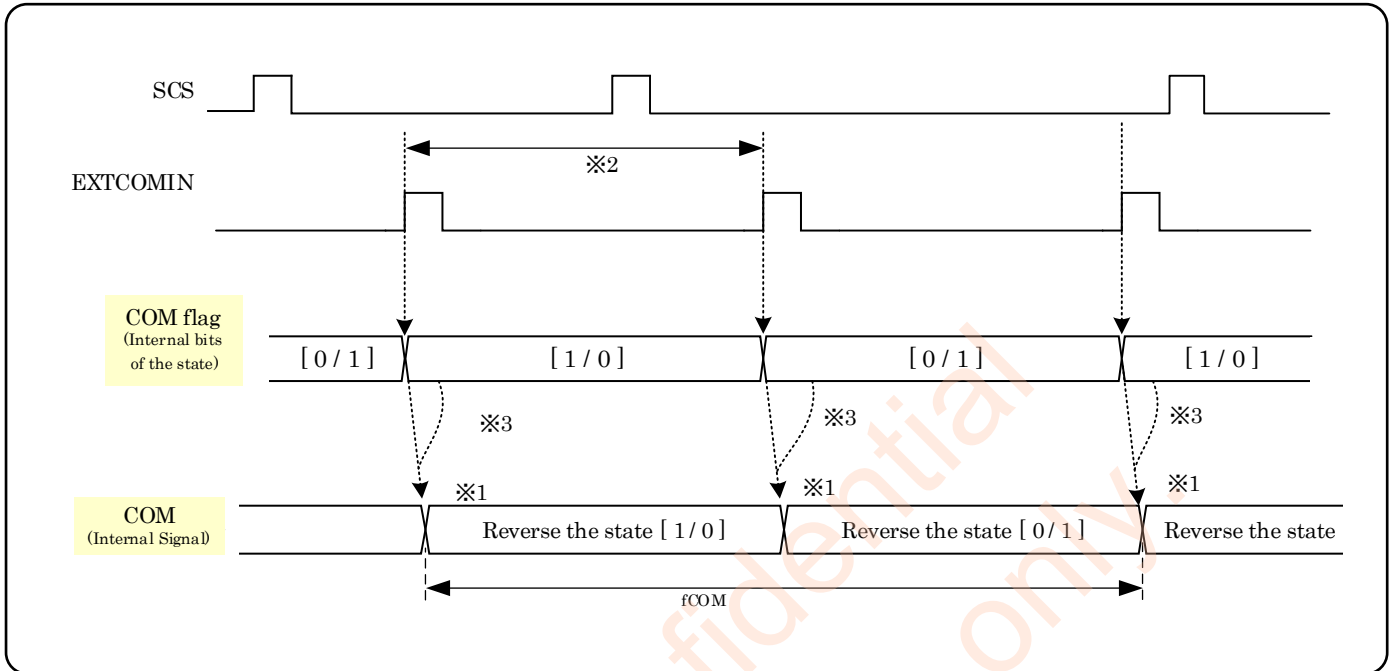 SCS
※2
EXTCOMIN
COM flag
(Internal bits
of the state)
[ 0 / 1 ]
[ 1 / 0 ]
[ 0 / 1 ]
[ 1 / 0 ]
※3
※3
※3
※1
※1
※1
COM
(Internal Signal)
Reverse the state [ 1 / 0 ]
Reverse the state [ 0 / 1 ]
Reverse the state
fCOM
fidential
only.